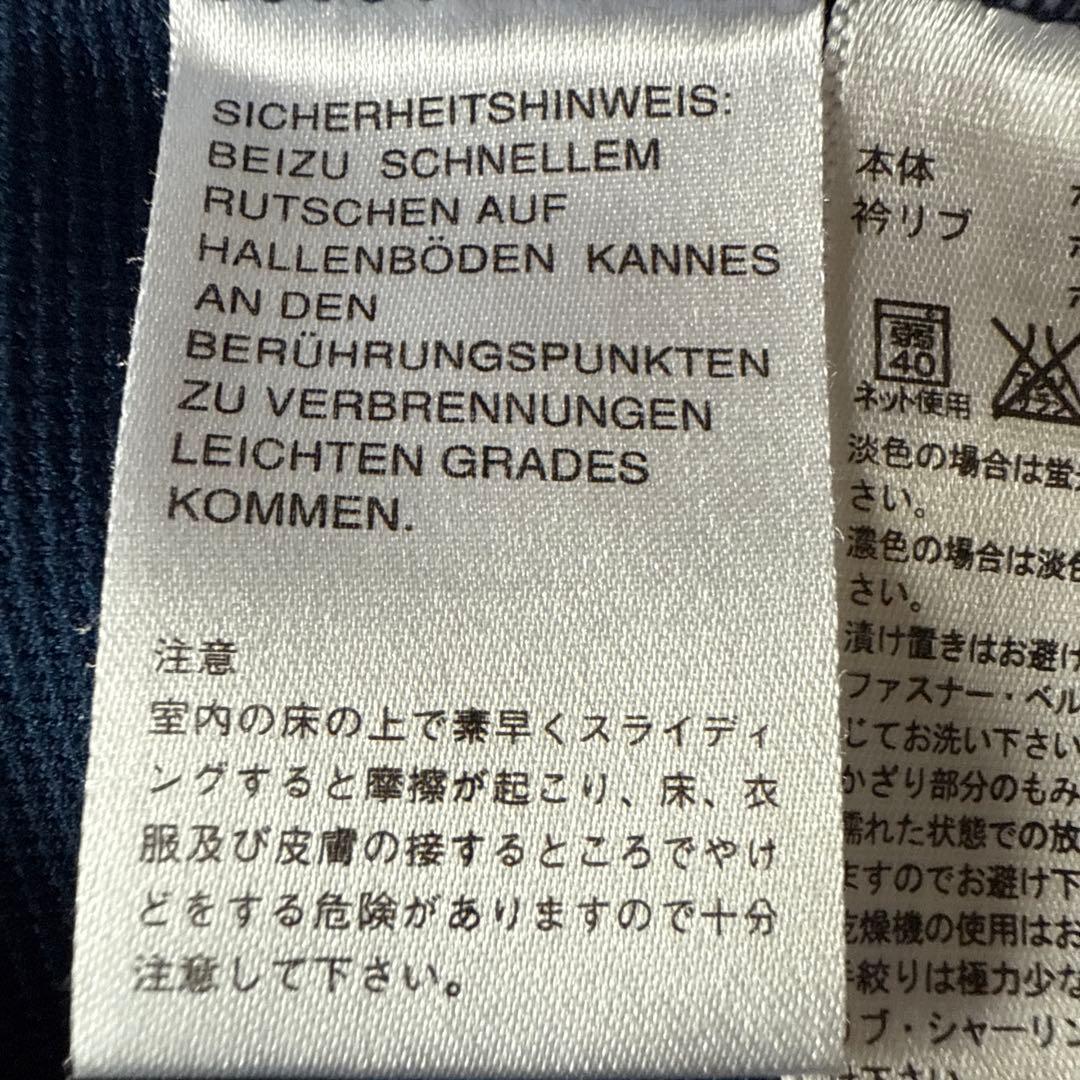 SICHERHEITSHINWEIS:
BEIZU SCHNELLEM
RUTSCHEN AUF
HALLENBÖDEN KANNES
AN DEN
BERÜHRUNGSPUNKTEN
ZU VERBRENNUNGEN
LEICHTEN GRADES
KOMMEN.
注意
室内の床の上で素早くスライディ
ングすると摩擦が起こり、床、衣
服及び皮膚の接するところでやけ
どをする危険がありますので十分
注意して下さい。
本体
衿リブ
弱
40
ネット使用
淡色の場合は蛍
さい。
濃色の場合は淡色
さい。
漬け置きはお避け
ファスナー・ベル
じてお洗い下さい
かざり部分のもみ
濡れた状態での放
ますのでお避け下
乾燥機の使用はお
手絞りは極力少な
リブ・シャーリン
下さい。